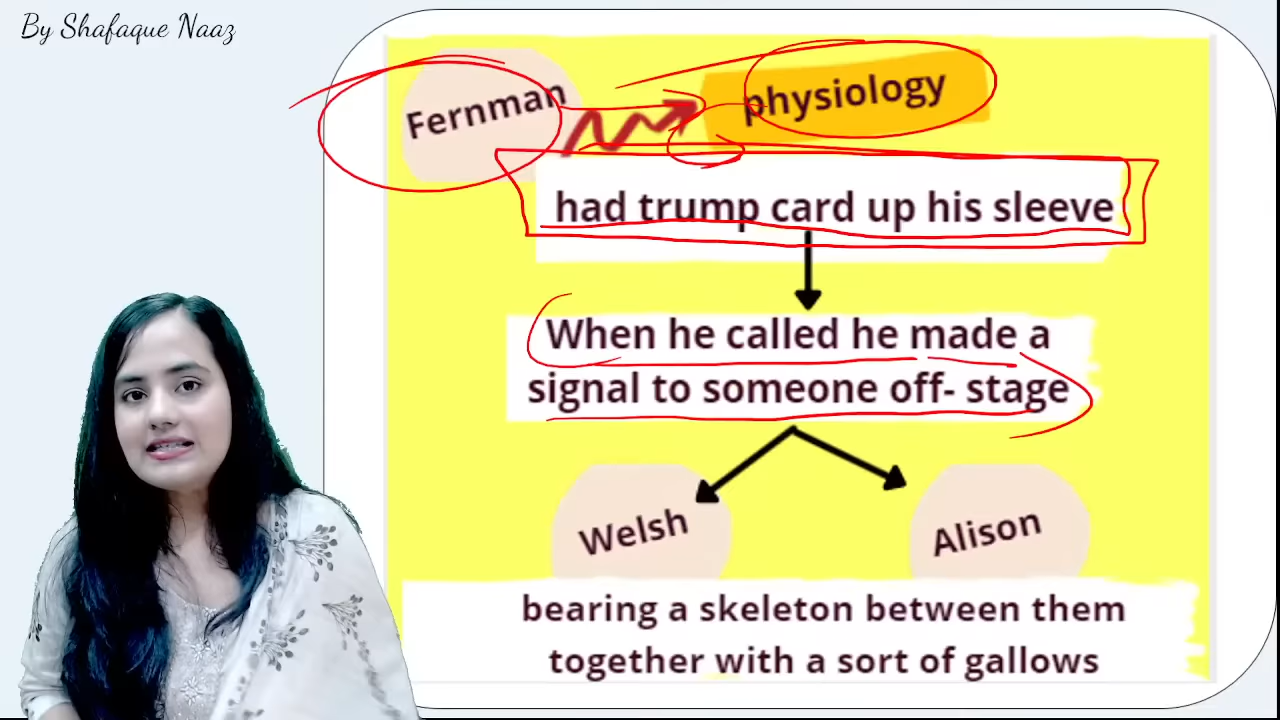 By Shafaque Naaz
Fernman
physiology
had trump card up his sleeve
When he called he made a
signal to someone off- stage
Welsh
Alison
bearing a skeleton between them
together with a sort of gallows